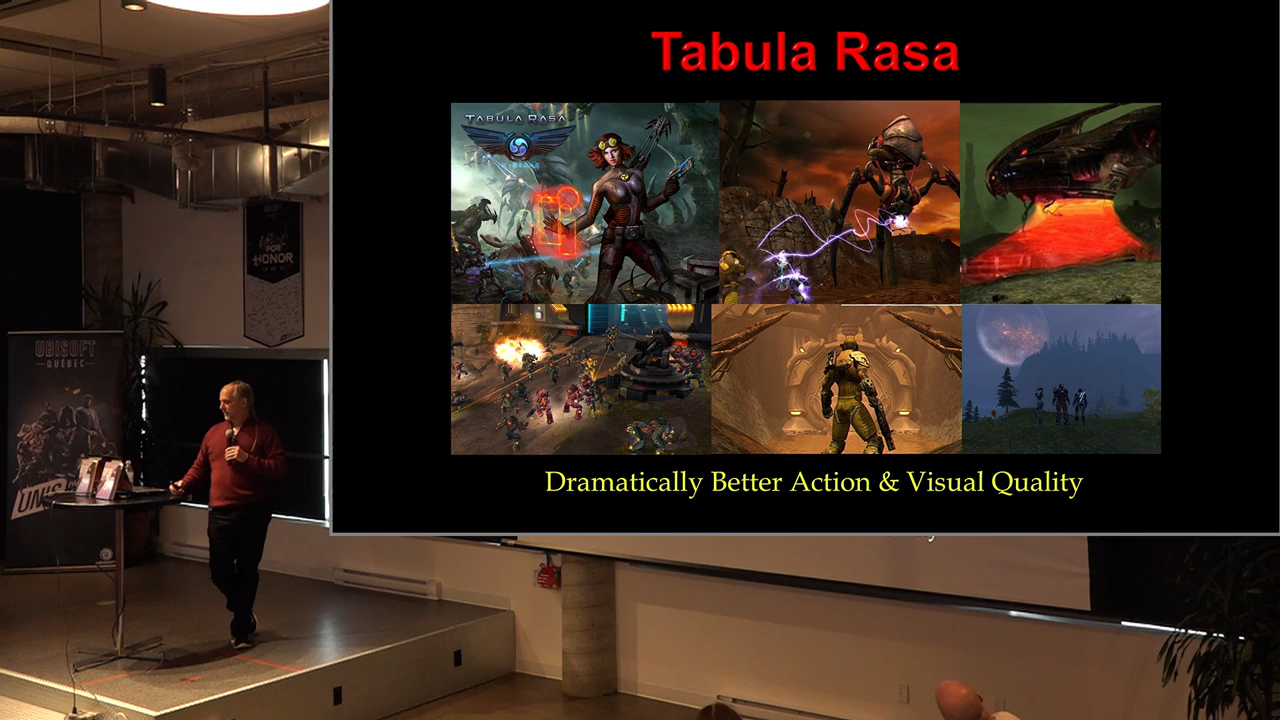 Tabula Rasa
TABULA RASA
Dramatically Better Action & Visual Quality
FOR
HONOR
UBISOFT
QUÉBEC